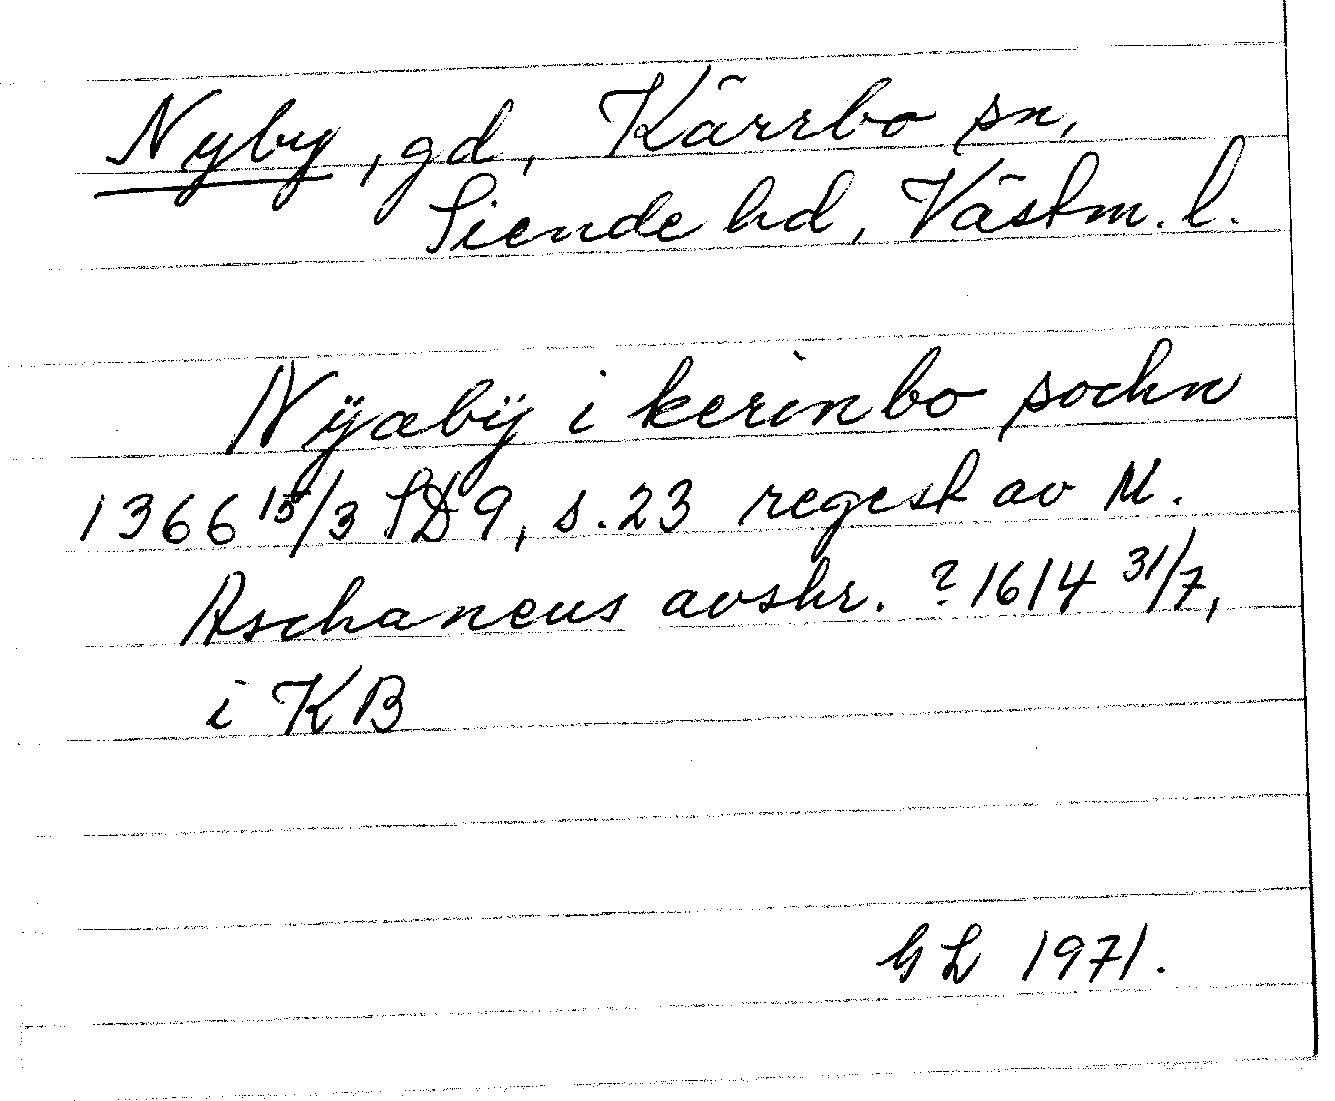 Nyby, gd, Kärrbo sn,
Siende hd, Västm. l.
Nÿabÿ i kerinbo sochn
1366 15/3 SD 9, s. 23 regest av M.
Aschaneus avskr. ? 1614 31/7,
i KB
GL 1971.